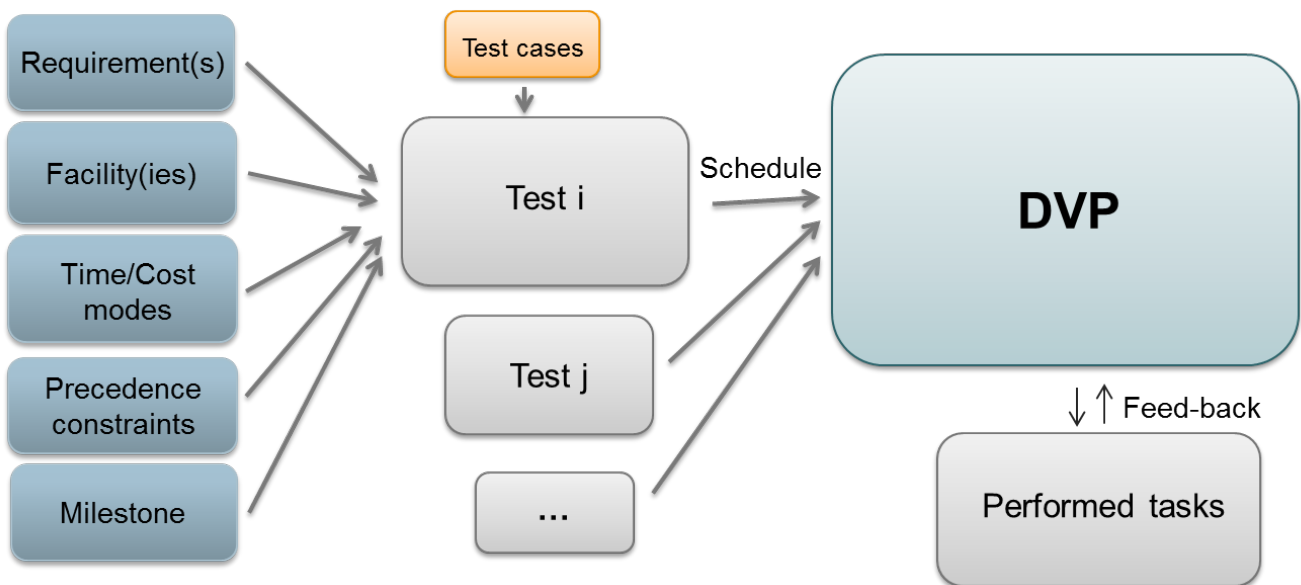 Requirement(s)
Facility(ies)
Time/Cost
modes
Precedence
constraints
Milestone
Test cases
Test i
Test j
...
Schedule
DVP
Feed-back
Performed tasks